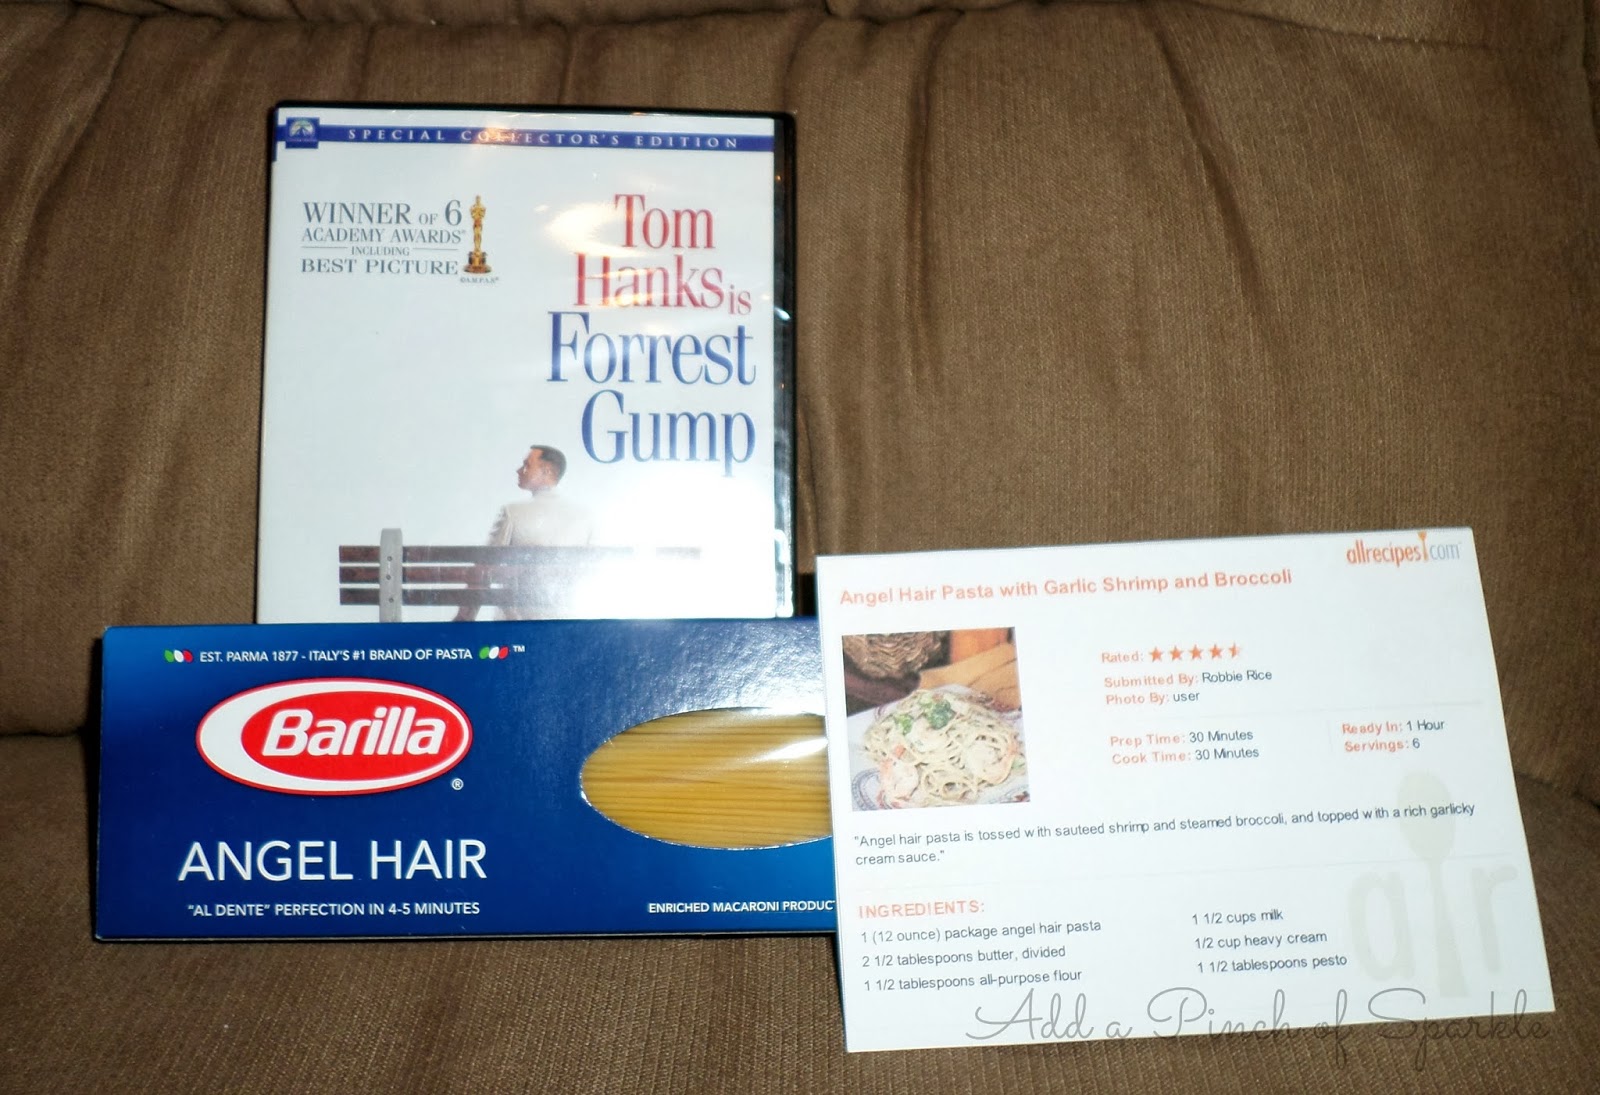 SPECIAL COLLECTOR'S EDITION
WINNER OF 6
ACADEMY AWARDS®
INCLUDING
BEST PICTURE
©A.M.P.A.S.®
Tom
Hanks is
Forrest
Gump
EST. PARMA 1877 - ITALY'S #1 BRAND OF PASTA ™
Barilla
®
ANGEL HAIR
"AL DENTE" PERFECTION IN 4-5 MINUTES
ENRICHED MACARONI PRODUCT
allrecipes.com
Angel Hair Pasta with Garlic Shrimp and Broccoli
Rated:
Submitted By: Robbie Rice
Photo By: user
Prep Time: 30 Minutes
Cook Time: 30 Minutes
Ready In: 1 Hour
Servings: 6
"Angel hair pasta is tossed with sauteed shrimp and steamed broccoli, and topped with a rich garlicky
cream sauce."
INGREDIENTS:
1 (12 ounce) package angel hair pasta
2 1/2 tablespoons butter, divided
1 1/2 tablespoons all-purpose flour
1 1/2 cups milk
1/2 cup heavy cream
1 1/2 tablespoons pesto
ar
Add a Pinch of Sparkle